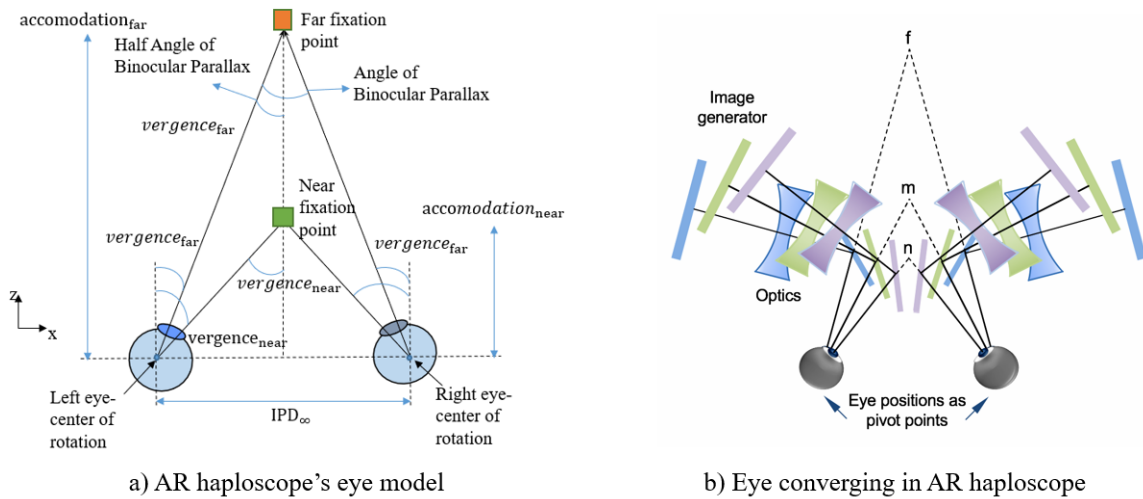 accomodation_far
Far fixation
point
Half Angle of
Binocular Parallax
Angle of
Binocular Parallax
vergence_far
Near
fixation
point
accomodation_near
vergence_far
vergence_far
vergence_near
z
x
vergence_near
Left eye-
center of
rotation
IPD_∞
Right eye-
center of
rotation
a) AR haploscope's eye model
f
Image
generator
m
n
Optics
Eye positions as
pivot points
b) Eye converging in AR haploscope